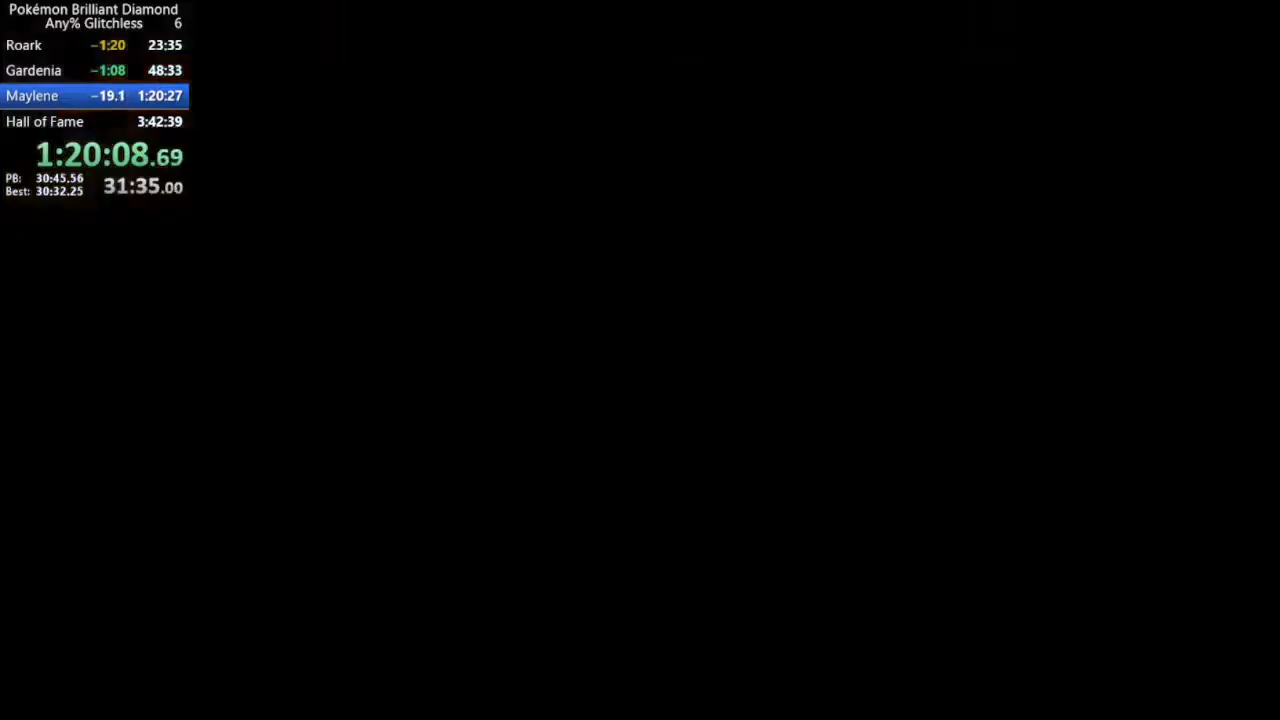 Pokémon Brilliant Diamond
Any% Glitchless 6
Roark −1:20 23:35
Gardenia −1:08 48:33
Maylene −19.1 1:20:27
Hall of Fame 3:42:39
1:20:08.69
PB: 30:45.56
Best: 30:32.25
31:35.00